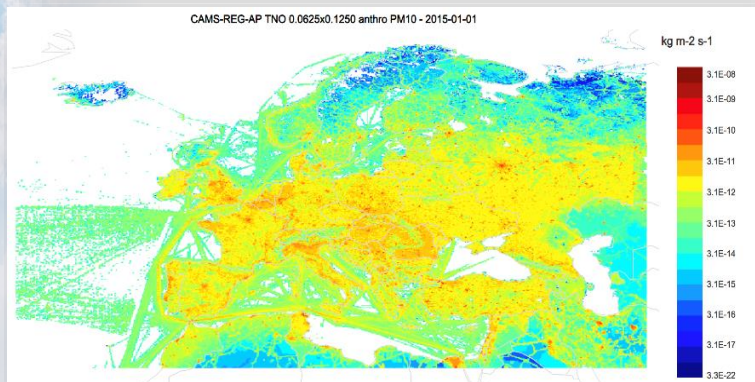 CAMS-REG-AP TNO 0.0625x0.1250 anthro PM10 - 2015-01-01
kg m-2 s-1
3.1E-08
3.1E-09
3.1E-10
3.1E-11
3.1E-12
3.1E-13
3.1E-14
3.1E-15
3.1E-16
3.1E-17
3.3E-22